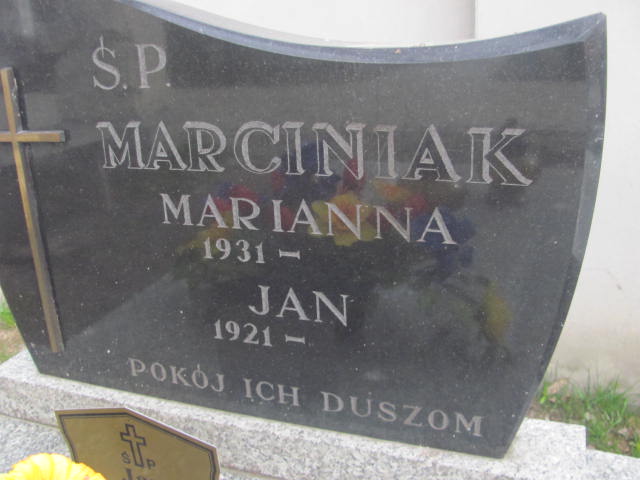 Ś.P.
MARCINIAK
MARIANNA
1931 -
JAN
1921 -
POKÓJ ICH DUSZOM
Ś P